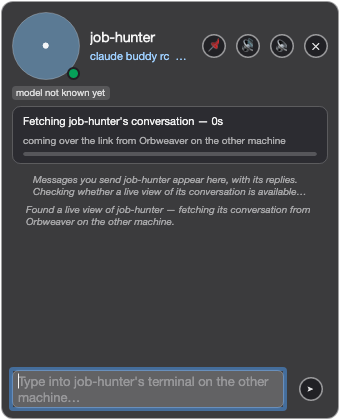 job-hunter
claude buddy rc ...
model not known yet
Fetching job-hunter's conversation — 0s
coming over the link from Orbweaver on the other machine
Messages you send job-hunter appear here, with its replies.
Checking whether a live view of its conversation is available…
Found a live view of job-hunter — fetching its conversation from
Orbweaver on the other machine.
Type into job-hunter's terminal on the other
machine…